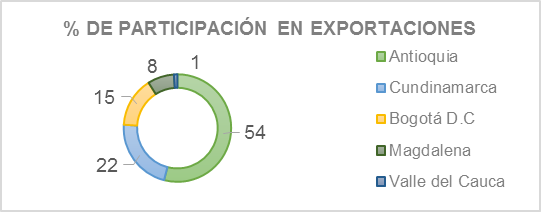 % DE PARTICIPACIÓN EN EXPORTACIONES
8
1
15
54
22
Antioquia
Cundinamarca
Bogotá D.C
Magdalena
Valle del Cauca